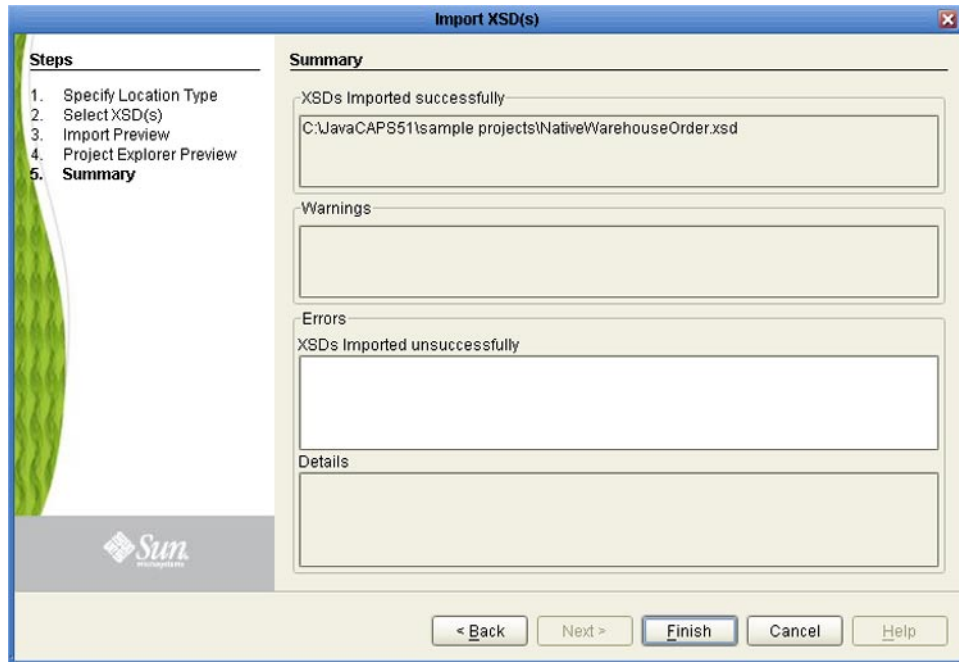 Import XSD(s)
Steps
1. Specify Location Type
2. Select XSD(s)
3. Import Preview
4. Project Explorer Preview
5. Summary
Sun
microsystems
Summary
XSDs Imported successfully
C:\JavaCAPS51\sample projects\NativeWarehouseOrder.xsd
Warnings
Errors
XSDs Imported unsuccessfully
Details
< Back
Next >
Finish
Cancel
Help